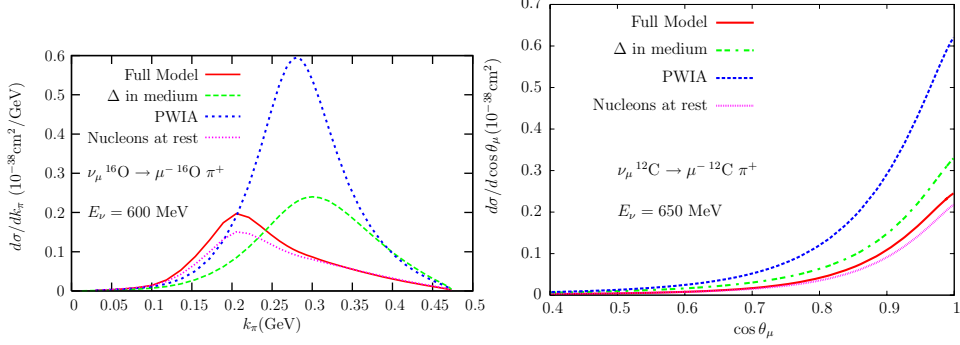 dσ/dk_π (10^{-38}cm²/GeV)
0.6
0.5
0.4
0.3
0.2
0.1
0
Full Model
Δ in medium
PWIA
Nucleons at rest
ν_μ ¹⁶O → μ⁻ ¹⁶O π⁺
E_ν = 600 MeV
0 0.05 0.1 0.15 0.2 0.25 0.3 0.35 0.4 0.45 0.5
k_π(GeV)
dσ/d cos θ_μ (10^{-38}cm²)
0.7
0.6
0.5
0.4
0.3
0.2
0.1
0
Full Model
Δ in medium
PWIA
Nucleons at rest
ν_μ ¹²C → μ⁻ ¹²C π⁺
E_ν = 650 MeV
0.4 0.5 0.6 0.7 0.8 0.9 1
cos θ_μ